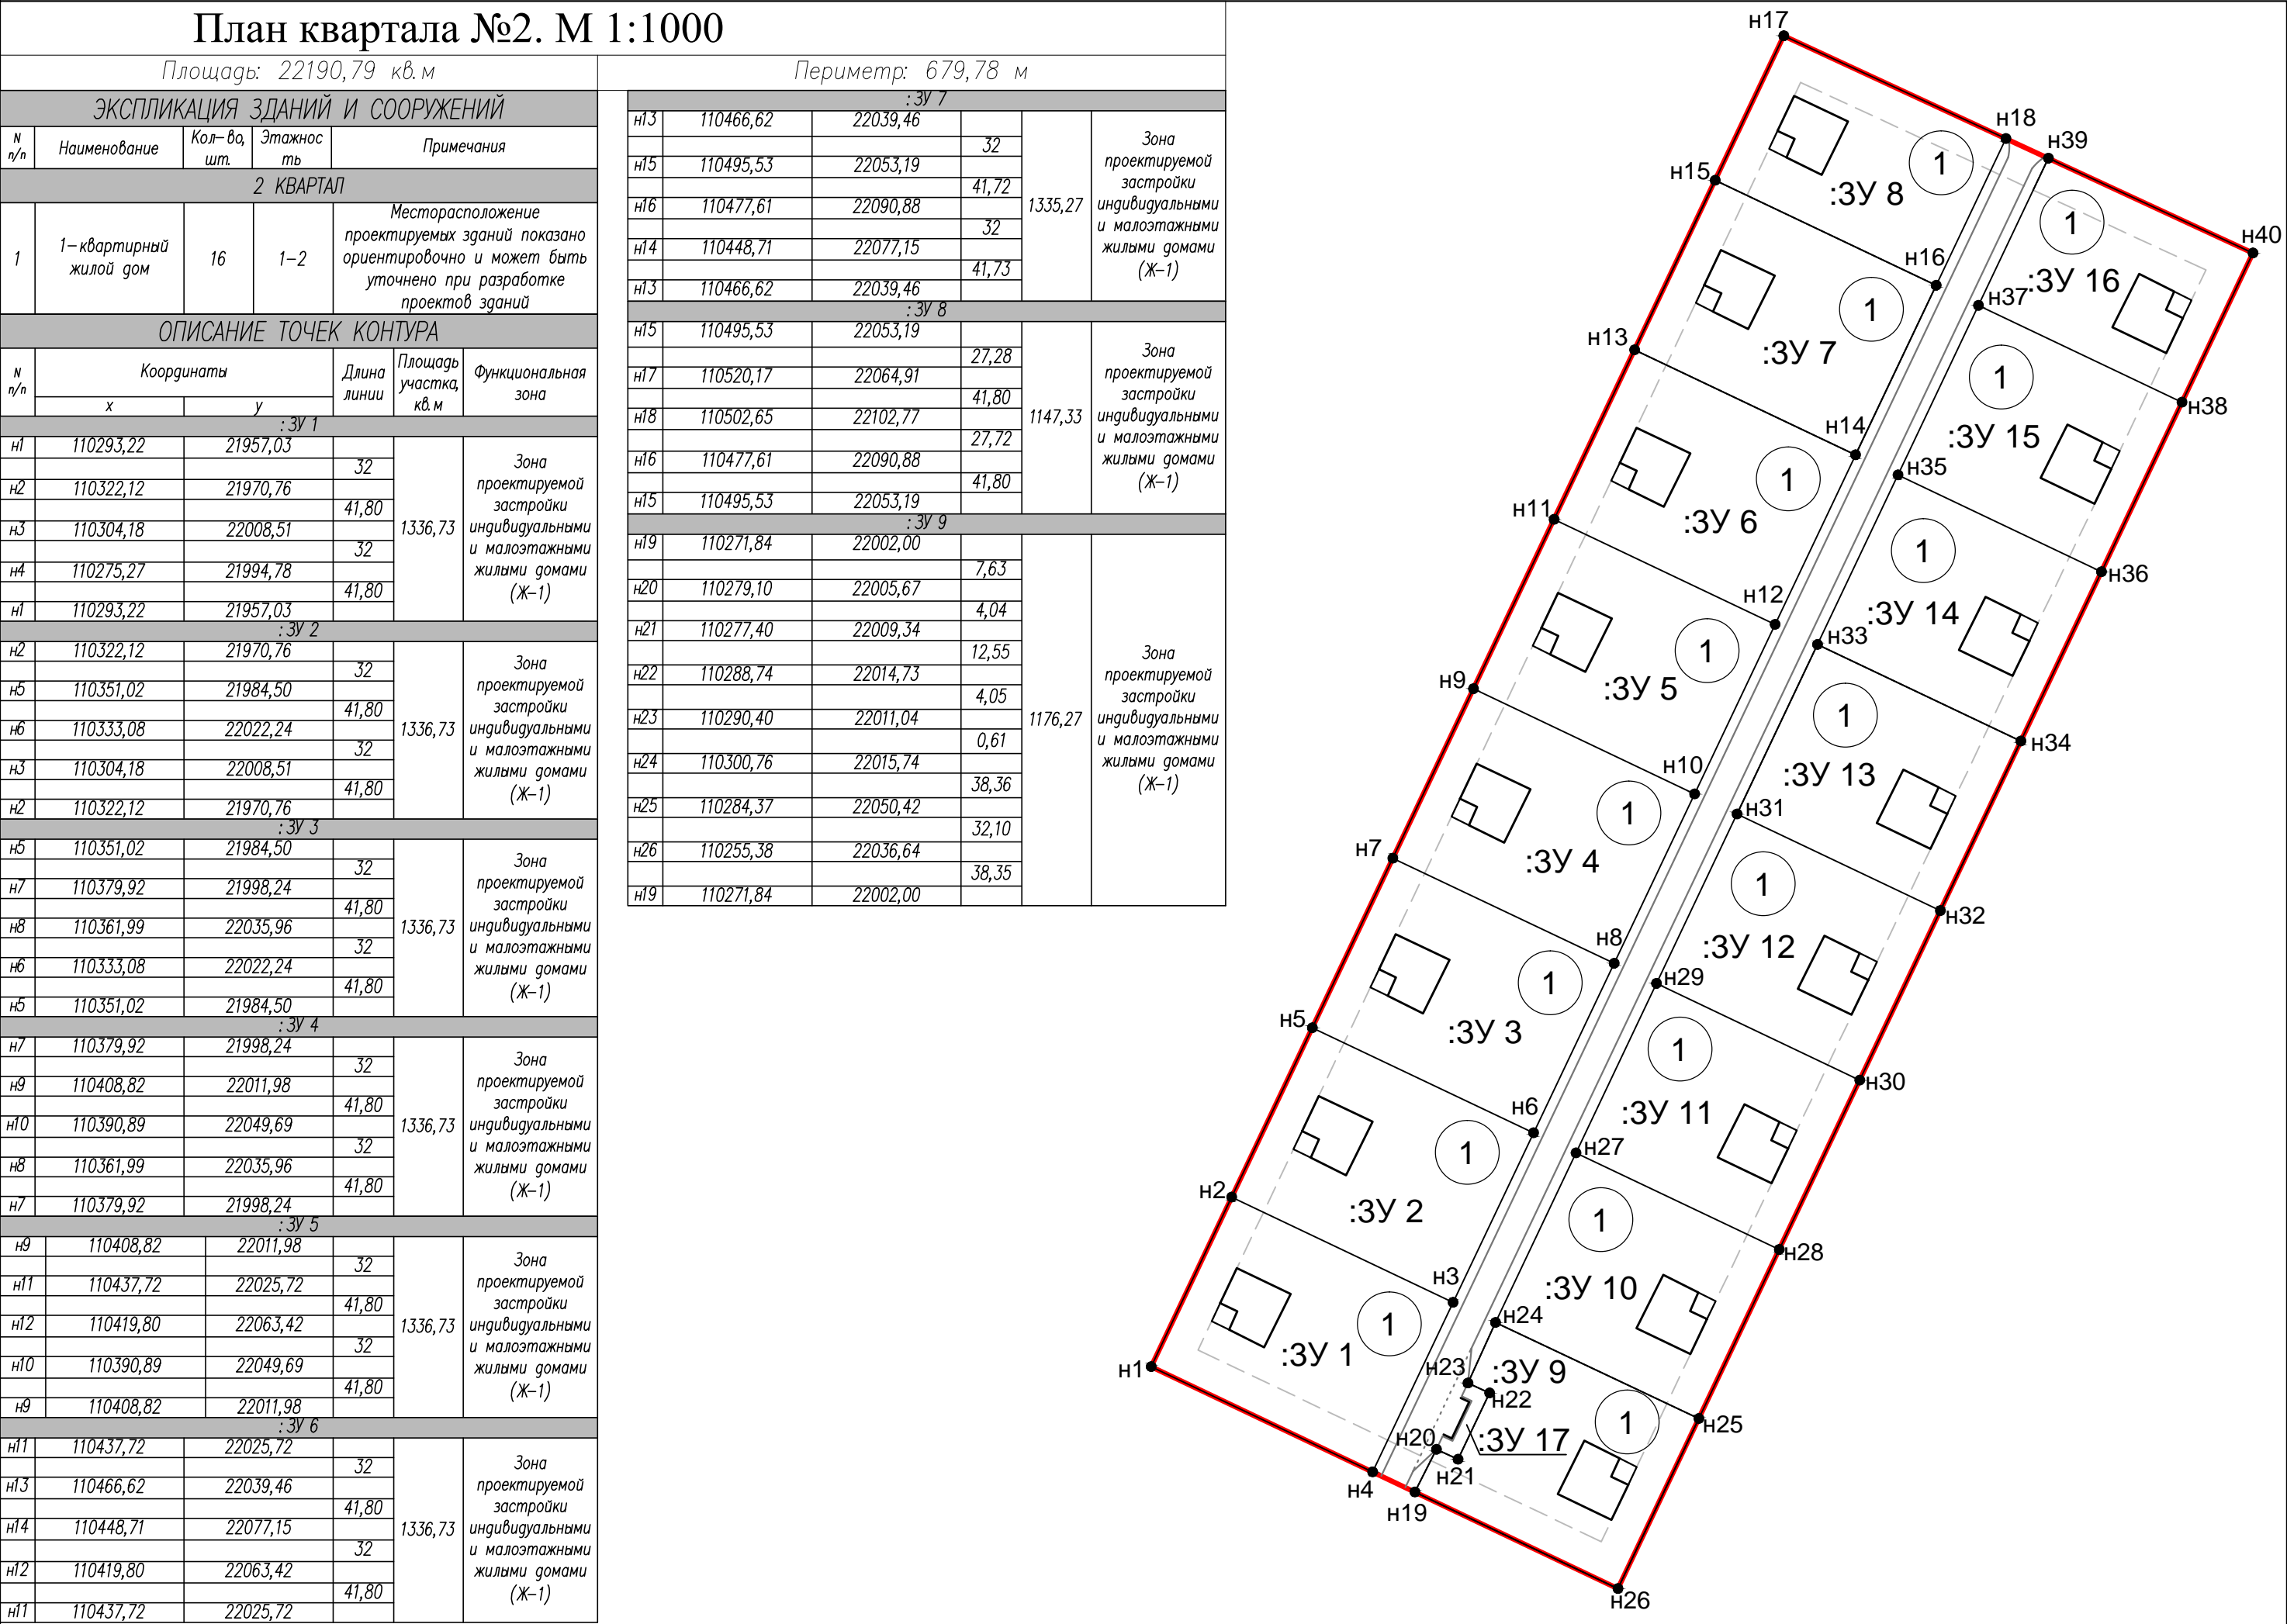 План квартала №2. М 1:1000
Площадь: 22190,79 кв.м
Периметр: 679,78 м
ЭКСПЛИКАЦИЯ ЗДАНИЙ И СООРУЖЕНИЙ
N п/п Наименование Кол-во, шт. Этажнос ть Примечания
2 КВАРТАЛ
1 1-квартирный жилой дом 16 1-2 Месторасположение проектируемых зданий показано ориентировочно и может быть уточнено при разработке проектов зданий
ОПИСАНИЕ ТОЧЕК КОНТУРА
N п/п Координаты x y Длина линии Площадь участка, кв.м Функциональная зона
:ЗУ 1
н1 110293,22 21957,03
32
н2 110322,12 21970,76
41,80
н3 110304,18 22008,51
32
н4 110275,27 21994,78
41,80
н1 110293,22 21957,03
1336,73
Зона проектируемой застройки индивидуальными и малоэтажными жилыми домами (Ж-1)
:ЗУ 2
н2 110322,12 21970,76
32
н5 110351,02 21984,50
41,80
н6 110333,08 22022,24
32
н3 110304,18 22008,51
41,80
н2 110322,12 21970,76
1336,73
Зона проектируемой застройки индивидуальными и малоэтажными жилыми домами (Ж-1)
:ЗУ 3
н5 110351,02 21984,50
32
н7 110379,92 21998,24
41,80
н8 110361,99 22035,96
32
н6 110333,08 22022,24
41,80
н5 110351,02 21984,50
1336,73
Зона проектируемой застройки индивидуальными и малоэтажными жилыми домами (Ж-1)
:ЗУ 4
н7 110379,92 21998,24
32
н9 110408,82 22011,98
41,80
н10 110390,89 22049,69
32
н8 110361,99 22035,96
41,80
н7 110379,92 21998,24
1336,73
Зона проектируемой застройки индивидуальными и малоэтажными жилыми домами (Ж-1)
:ЗУ 5
н9 110408,82 22011,98
32
н11 110437,72 22025,72
41,80
н12 110419,80 22063,42
32
н10 110390,89 22049,69
41,80
н9 110408,82 22011,98
1336,73
Зона проектируемой застройки индивидуальными и малоэтажными жилыми домами (Ж-1)
:ЗУ 6
н11 110437,72 22025,72
32
н13 110466,62 22039,46
41,80
н14 110448,71 22077,15
32
н12 110419,80 22063,42
41,80
н11 110437,72 22025,72
1336,73
Зона проектируемой застройки индивидуальными и малоэтажными жилыми домами (Ж-1)
:ЗУ 7
н13 110466,62 22039,46
32
н15 110495,53 22053,19
41,72
н16 110477,61 22090,88
32
н14 110448,71 22077,15
41,73
н13 110466,62 22039,46
1335,27
Зона проектируемой застройки индивидуальными и малоэтажными жилыми домами (Ж-1)
:ЗУ 8
н15 110495,53 22053,19
27,28
н17 110520,17 22064,91
41,80
н18 110502,65 22102,77
27,72
н16 110477,61 22090,88
41,80
н15 110495,53 22053,19
1147,33
Зона проектируемой застройки индивидуальными и малоэтажными жилыми домами (Ж-1)
:ЗУ 9
н19 110271,84 22002,00
7,63
н20 110279,10 22005,67
4,04
н21 110277,40 22009,34
12,55
н22 110288,74 22014,73
4,05
н23 110290,40 22011,04
0,61
н24 110300,76 22015,74
38,36
н25 110284,37 22050,42
32,10
н26 110255,38 22036,64
38,35
н19 110271,84 22002,00
1176,27
Зона проектируемой застройки индивидуальными и малоэтажными жилыми домами (Ж-1)
н17
н18
н39
1
н15
:ЗУ 8
1
н40
н16
н37
:ЗУ 16
1
н13
:ЗУ 7
1
н38
н14
:ЗУ 15
н35
1
н11
:ЗУ 6
1
н36
н12
:ЗУ 14
н33
1
н9
:ЗУ 5
1
н34
н10
:ЗУ 13
н31
1
н7
:ЗУ 4
1
н32
н8
:ЗУ 12
н29
1
н5
:ЗУ 3
1
н30
н6
:ЗУ 11
н27
1
н2
:ЗУ 2
1
н28
н3
:ЗУ 10
н24
1
н1
:ЗУ 1
н23
:ЗУ 9
н22
1
н25
н20
:ЗУ 17
н21
н4
н19
н26